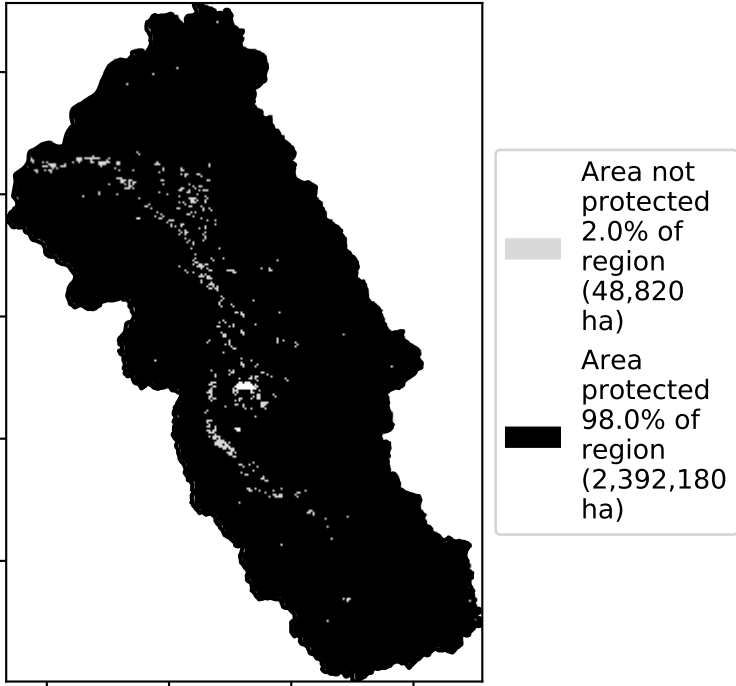 Area not
protected
2.0% of
region
(48,820
ha)
Area
protected
98.0% of
region
(2,392,180
ha)